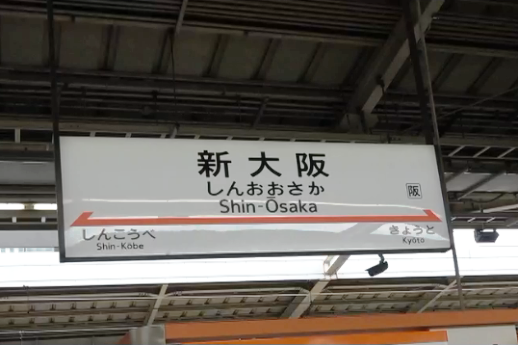 新大阪
しんおおさか
Shin-Ōsaka
阪
しんこうべ
Shin-Kōbe
きょうと
Kyōto